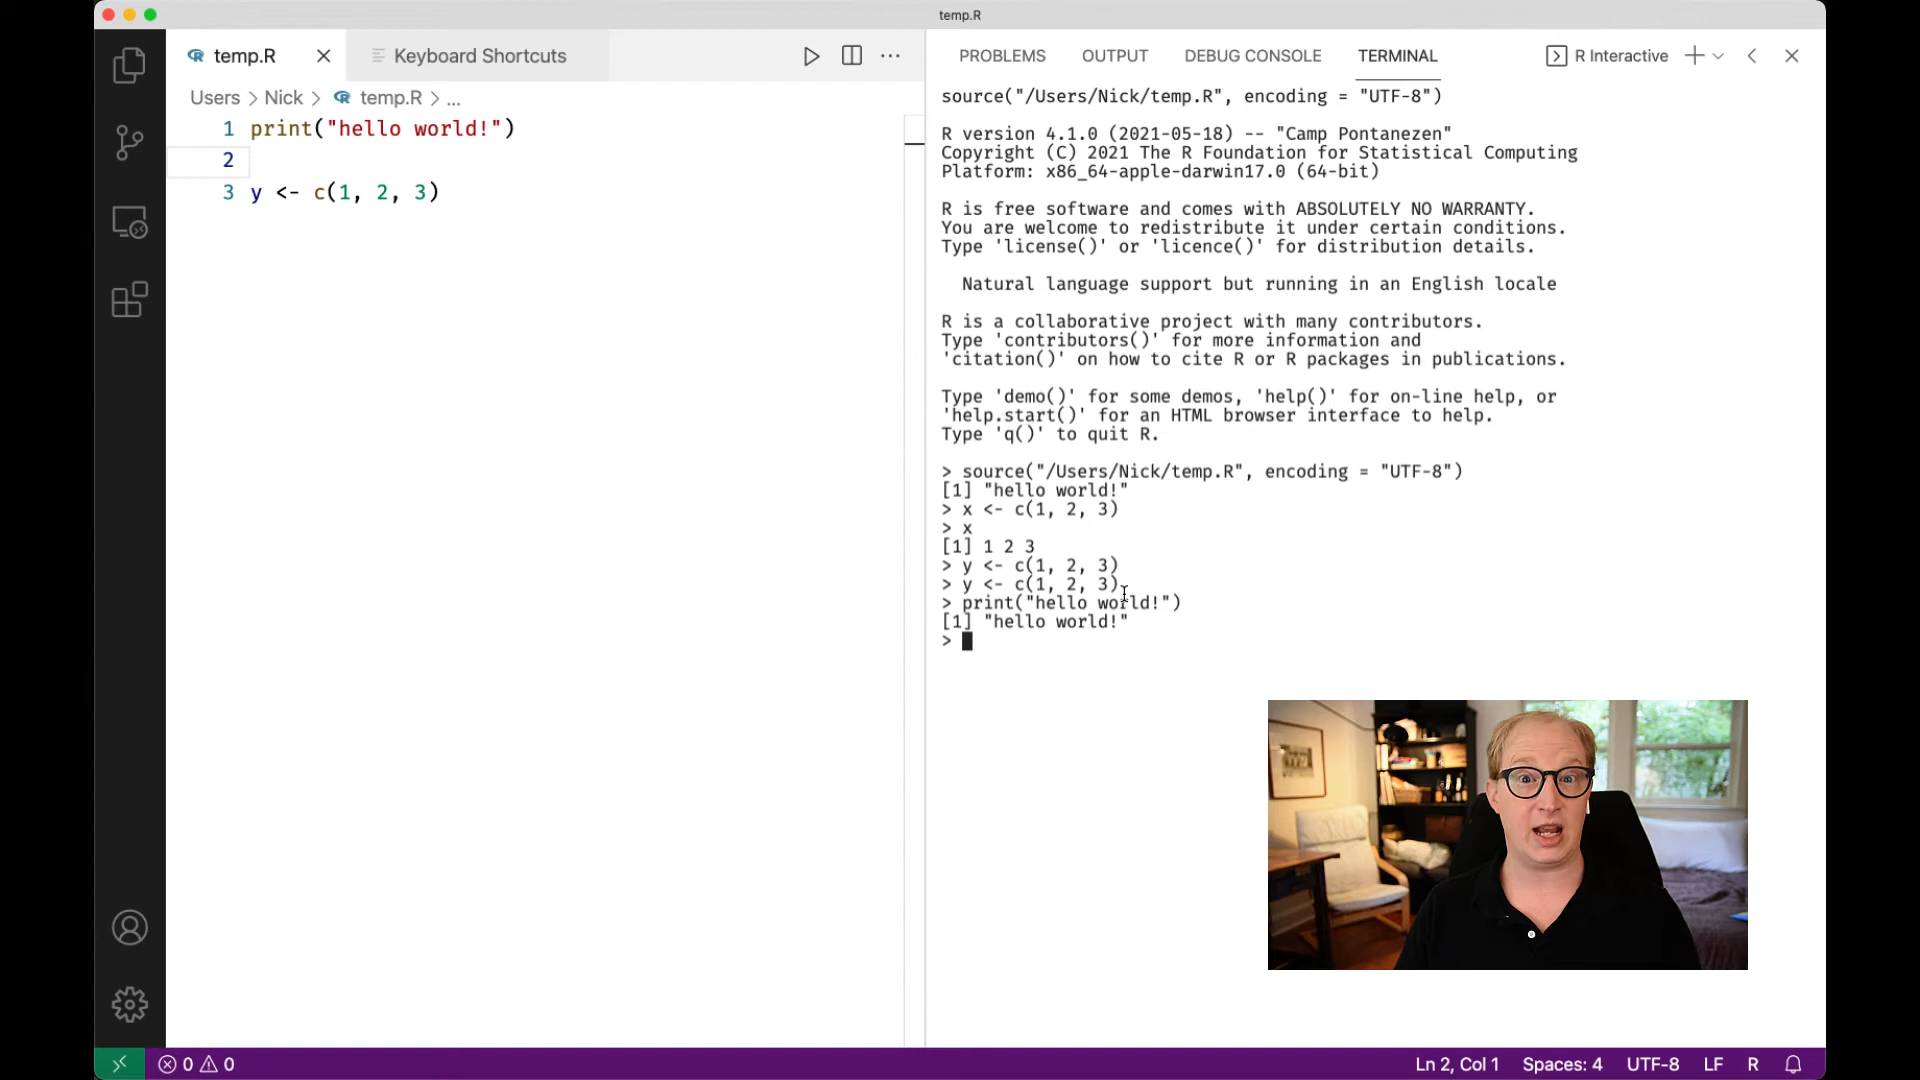 temp.R
temp.R
Keyboard Shortcuts
Users > Nick > temp.R > ...
1 print("hello world!")
2
3 y <- c(1, 2, 3)
PROBLEMS OUTPUT DEBUG CONSOLE TERMINAL R Interactive
source("/Users/Nick/temp.R", encoding = "UTF-8")
R version 4.1.0 (2021-05-18) -- "Camp Pontanezen"
Copyright (C) 2021 The R Foundation for Statistical Computing
Platform: x86_64-apple-darwin17.0 (64-bit)
R is free software and comes with ABSOLUTELY NO WARRANTY.
You are welcome to redistribute it under certain conditions.
Type 'license()' or 'licence()' for distribution details.
Natural language support but running in an English locale
R is a collaborative project with many contributors.
Type 'contributors()' for more information and
'citation()' on how to cite R or R packages in publications.
Type 'demo()' for some demos, 'help()' for on-line help, or
'help.start()' for an HTML browser interface to help.
Type 'q()' to quit R.
> source("/Users/Nick/temp.R", encoding = "UTF-8")
[1] "hello world!"
> x <- c(1, 2, 3)
> x
[1] 1 2 3
> y <- c(1, 2, 3)
> y <- c(1, 2, 3)
> print("hello world!")
[1] "hello world!"
>
0 0
Ln 2, Col 1 Spaces: 4 UTF-8 LF R